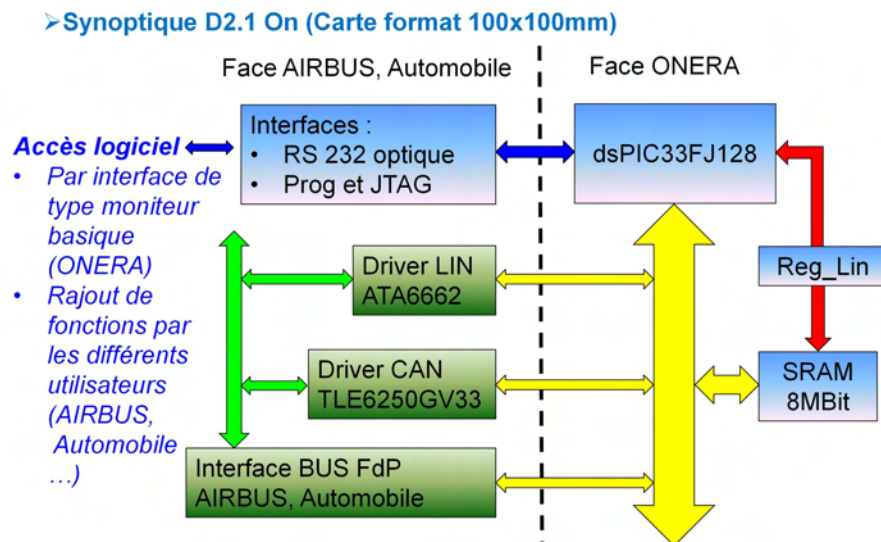 ➢Synoptique D2.1 On (Carte format 100x100mm)
Face AIRBUS, Automobile
Face ONERA
Accès logiciel
• Par interface de
type moniteur
basique
(ONERA)
• Rajout de
fonctions par
les différents
utilisateurs
(AIRBUS,
Automobile
…)
Interfaces :
• RS 232 optique
• Prog et JTAG
dsPIC33FJ128
Driver LIN
ATA6662
Reg_Lin
Driver CAN
TLE6250GV33
SRAM
8MBit
Interface BUS FdP
AIRBUS, Automobile